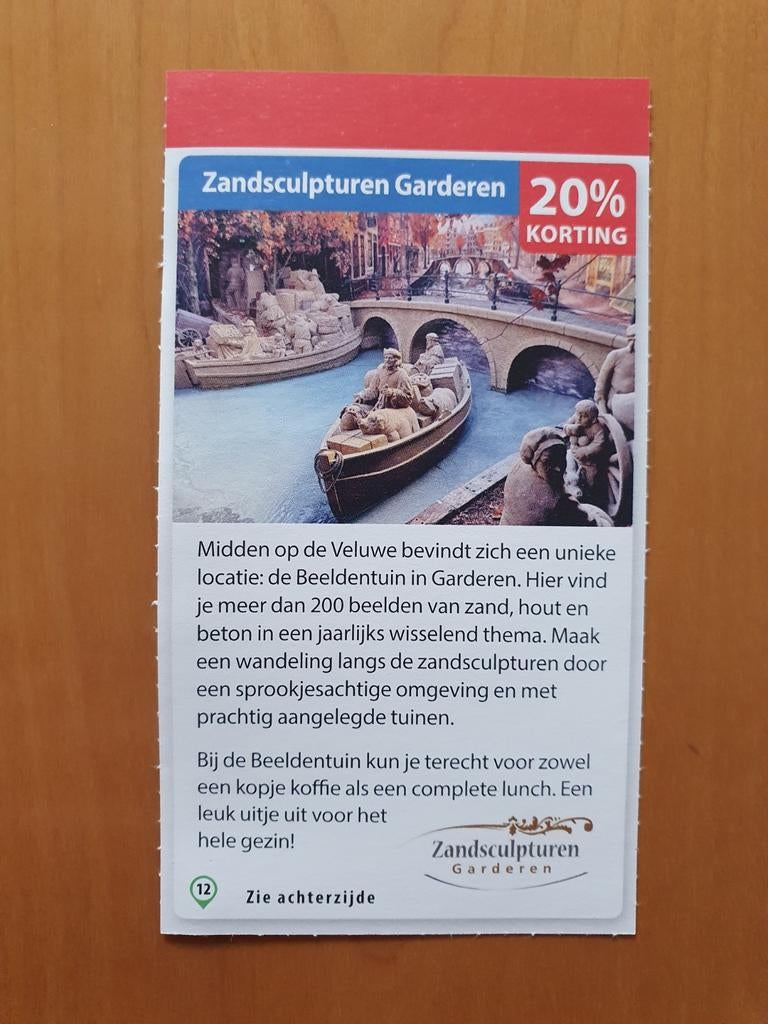 Zandsculpturen Garderen
20%
KORTING
Midden op de Veluwe bevindt zich een unieke
locatie: de Beeldentuin in Garderen. Hier vind
je meer dan 200 beelden van zand, hout en
beton in een jaarlijks wisselend thema. Maak
een wandeling langs de zandsculpturen door
een sprookjesachtige omgeving en met
prachtig aangelegde tuinen.
Bij de Beeldentuin kun je terecht voor zowel
een kopje koffie als een complete lunch. Een
leuk uitje uit voor het
hele gezin!
Zandsculpturen
Garderen
12
Zie achterzijde